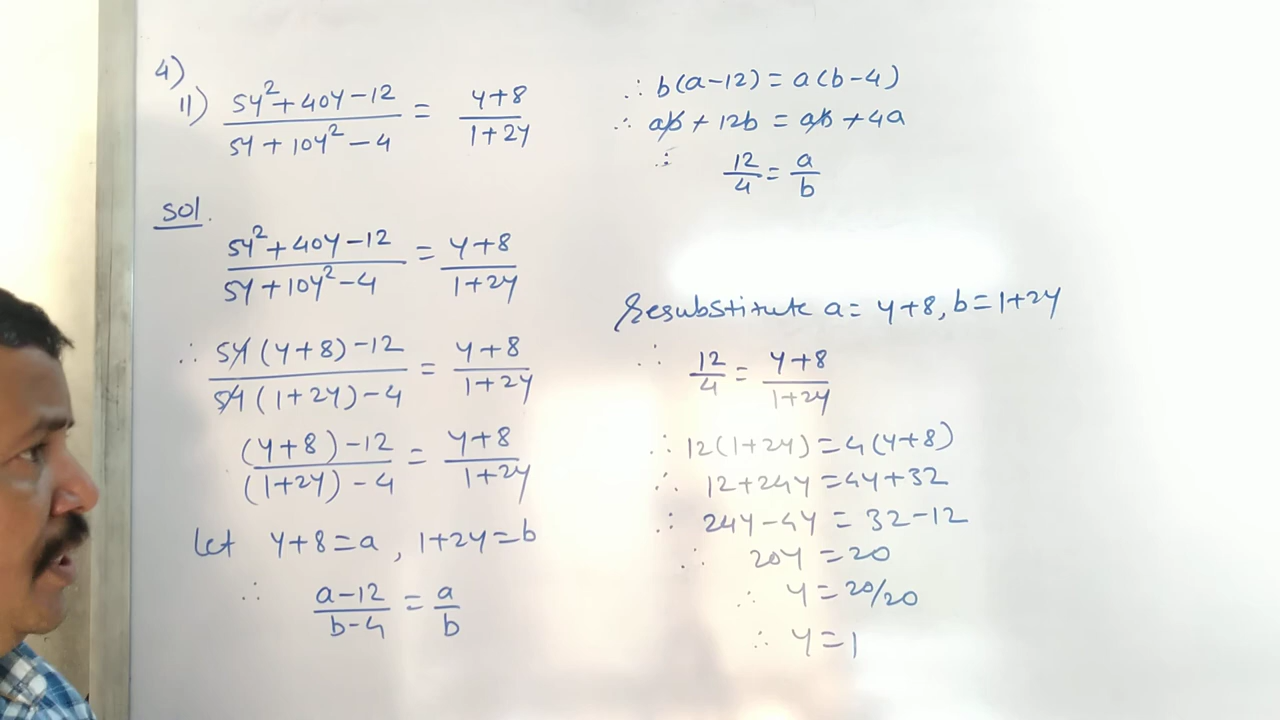 4)
11) 5y²+40y-12 / 5y+10y²-4 = y+8 / 1+2y
Sol.
5y²+40y-12 / 5y+10y²-4 = y+8 / 1+2y
∴ 5y(y+8)-12 / 5y(1+2y)-4 = y+8 / 1+2y
(y+8)-12 / (1+2y)-4 = y+8 / 1+2y
let y+8=a, 1+2y=b
∴ a-12 / b-4 = a / b
∴ b(a-12)=a(b-4)
∴ ab+12b=ab+4a
∴ 12/4 = a/b
Resubstitute a= y+8, b=1+2y
∴ 12/4 = y+8 / 1+2y
∴ 12(1+2y)=4(y+8)
∴ 12+24y=4y+32
∴ 24y-4y=32-12
∴ 20y=20
∴ y=20/20
∴ y=1